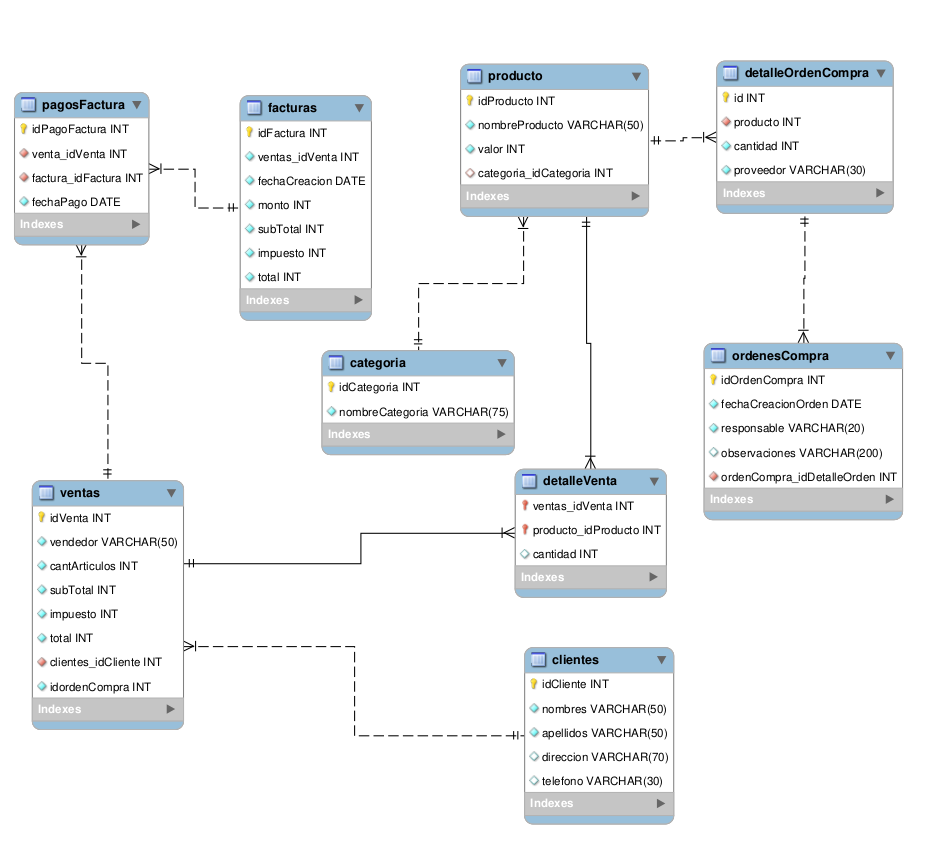 pagosFactura
idPagoFactura INT
venta_idVenta INT
factura_idFactura INT
fechaPago DATE
Indexes
facturas
idFactura INT
ventas_idVenta INT
fechaCreacion DATE
monto INT
subTotal INT
impuesto INT
total INT
Indexes
producto
idProducto INT
nombreProducto VARCHAR(50)
valor INT
categoria_idCategoria INT
Indexes
detalleOrdenCompra
id INT
producto INT
cantidad INT
proveedor VARCHAR(30)
Indexes
categoria
idCategoria INT
nombreCategoria VARCHAR(75)
Indexes
ordenesCompra
idOrdenCompra INT
fechaCreacionOrden DATE
responsable VARCHAR(20)
observaciones VARCHAR(200)
ordenCompra_idDetalleOrden INT
Indexes
ventas
idVenta INT
vendedor VARCHAR(50)
cantArticulos INT
subTotal INT
impuesto INT
total INT
clientes_idCliente INT
idordenCompra INT
Indexes
detalleVenta
ventas_idVenta INT
producto_idProducto INT
cantidad INT
Indexes
clientes
idCliente INT
nombres VARCHAR(50)
apellidos VARCHAR(50)
direccion VARCHAR(70)
telefono VARCHAR(30)
Indexes